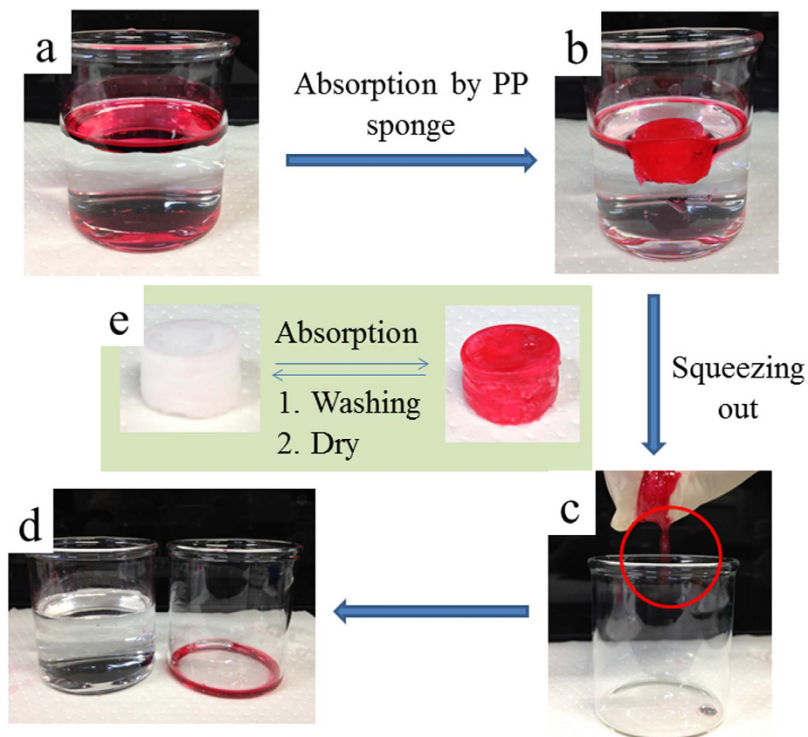 a
Absorption by PP
sponge
b
e
Absorption
1. Washing
2. Dry
Squeezing
out
d
c